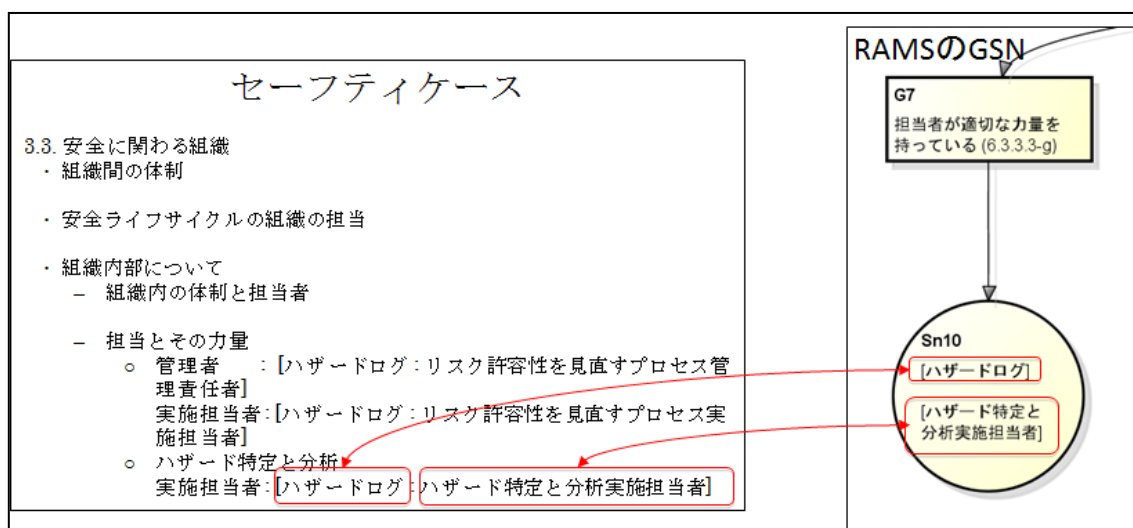 セーフティケース
3.3. 安全に関わる組織
・ 組織間の体制
・ 安全ライフサイクルの組織の担当
・ 組織内部について
－ 組織内の体制と担当者
－ 担当とその力量
○ 管理者　：[ハザードログ：リスク許容性を見直すプロセス管
理責任者]
実施担当者：[ハザードログ：リスク許容性を見直すプロセス実
施担当者]
○ ハザード特定と分析
実施担当者：[ハザードログ：ハザード特定と分析実施担当者]
RAMSのGSN
G7
担当者が適切な力量を
持っている (6.3.3.3-g)
Sn10
[ハザードログ]
[ハザード特定と
分析実施担当者]